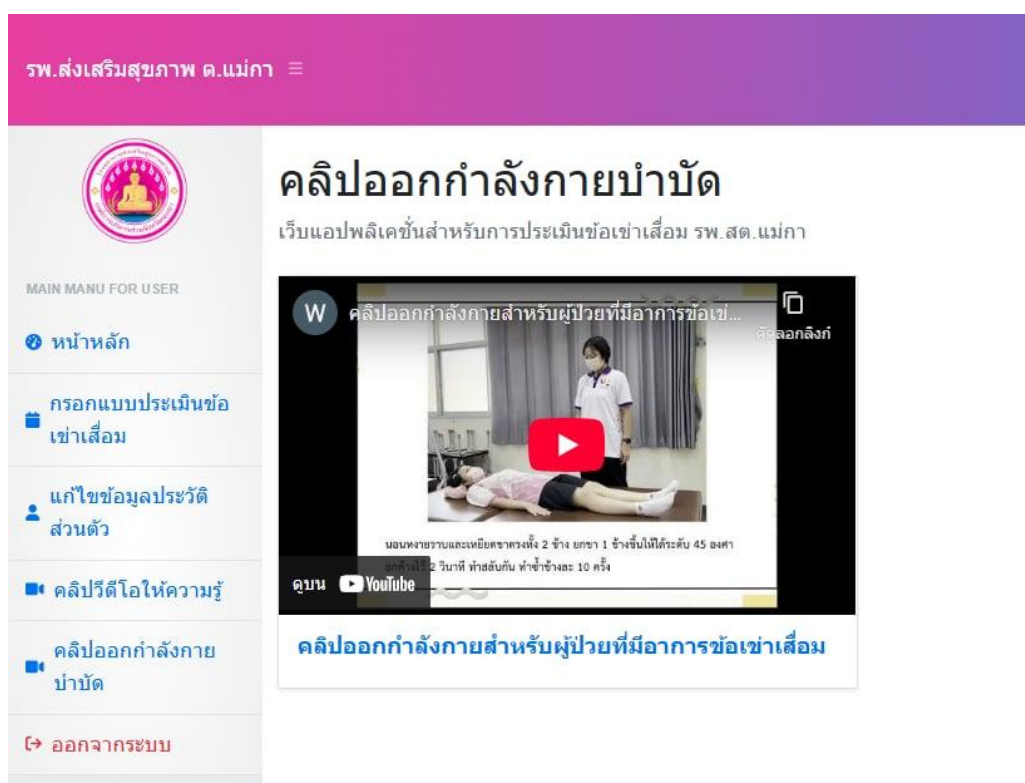 รพ.ส่งเสริมสุขภาพ ต.แม่กา
MAIN MANU FOR USER
หน้าหลัก
กรอกแบบประเมินข้อ
เข่าเสื่อม
แก้ไขข้อมูลประวัติ
ส่วนตัว
คลิปวีดีโอให้ความรู้
คลิปออกกำลังกาย
บำบัด
ออกจากระบบ
คลิปออกกำลังกายบำบัด
เว็บแอปพลิเคชั่นสำหรับการประเมินข้อเข่าเสื่อม รพ.สต.แม่กา
W คลิปออกกำลังกายสำหรับผู้ป่วยที่มีอาการข้อเข่...
คัดลอกลิงก์
นอนหงายราบและเหยียดขาตรงทั้ง 2 ข้าง ยกขา 1 ข้างขึ้นให้ได้ระดับ 45 องศา
ยกค้างไว้ 2 วินาที ทำสลับกัน ทำซ้ำข้างละ 10 ครั้ง
ดูบน YouTube
คลิปออกกำลังกายสำหรับผู้ป่วยที่มีอาการข้อเข่าเสื่อม